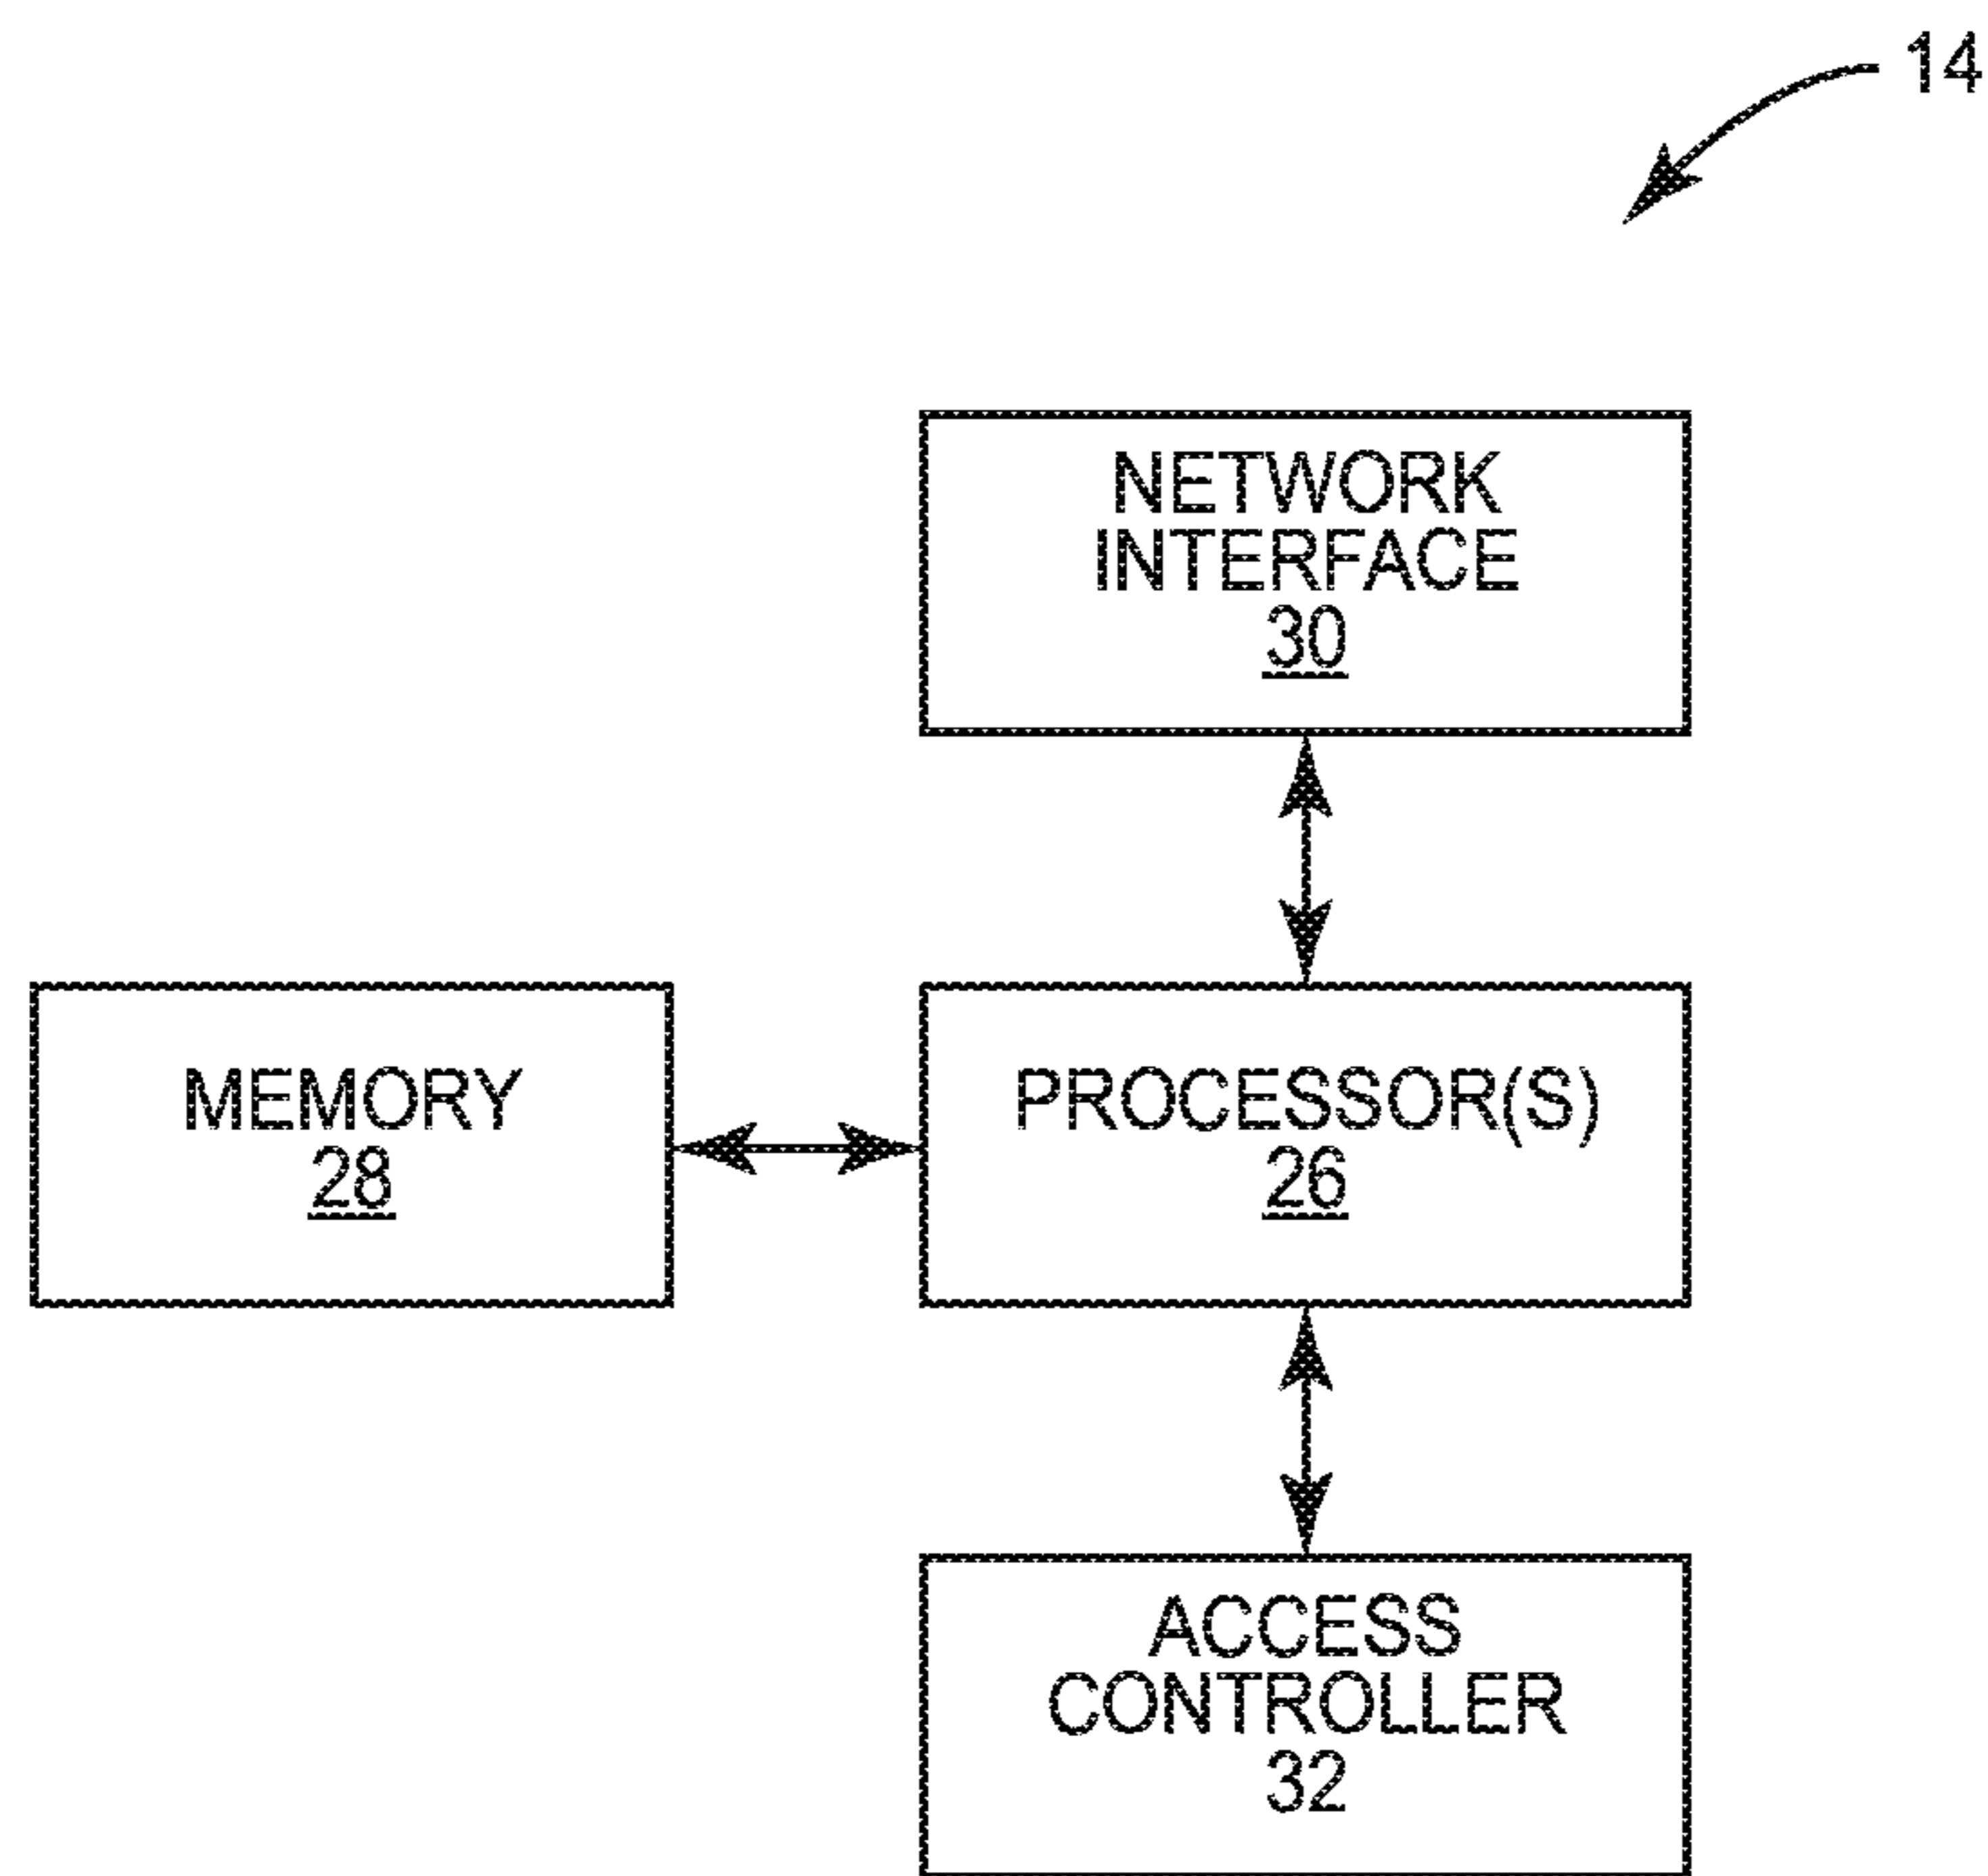 14
NETWORK
INTERFACE
30
MEMORY
28
PROCESSOR(S)
26
ACCESS
CONTROLLER
32